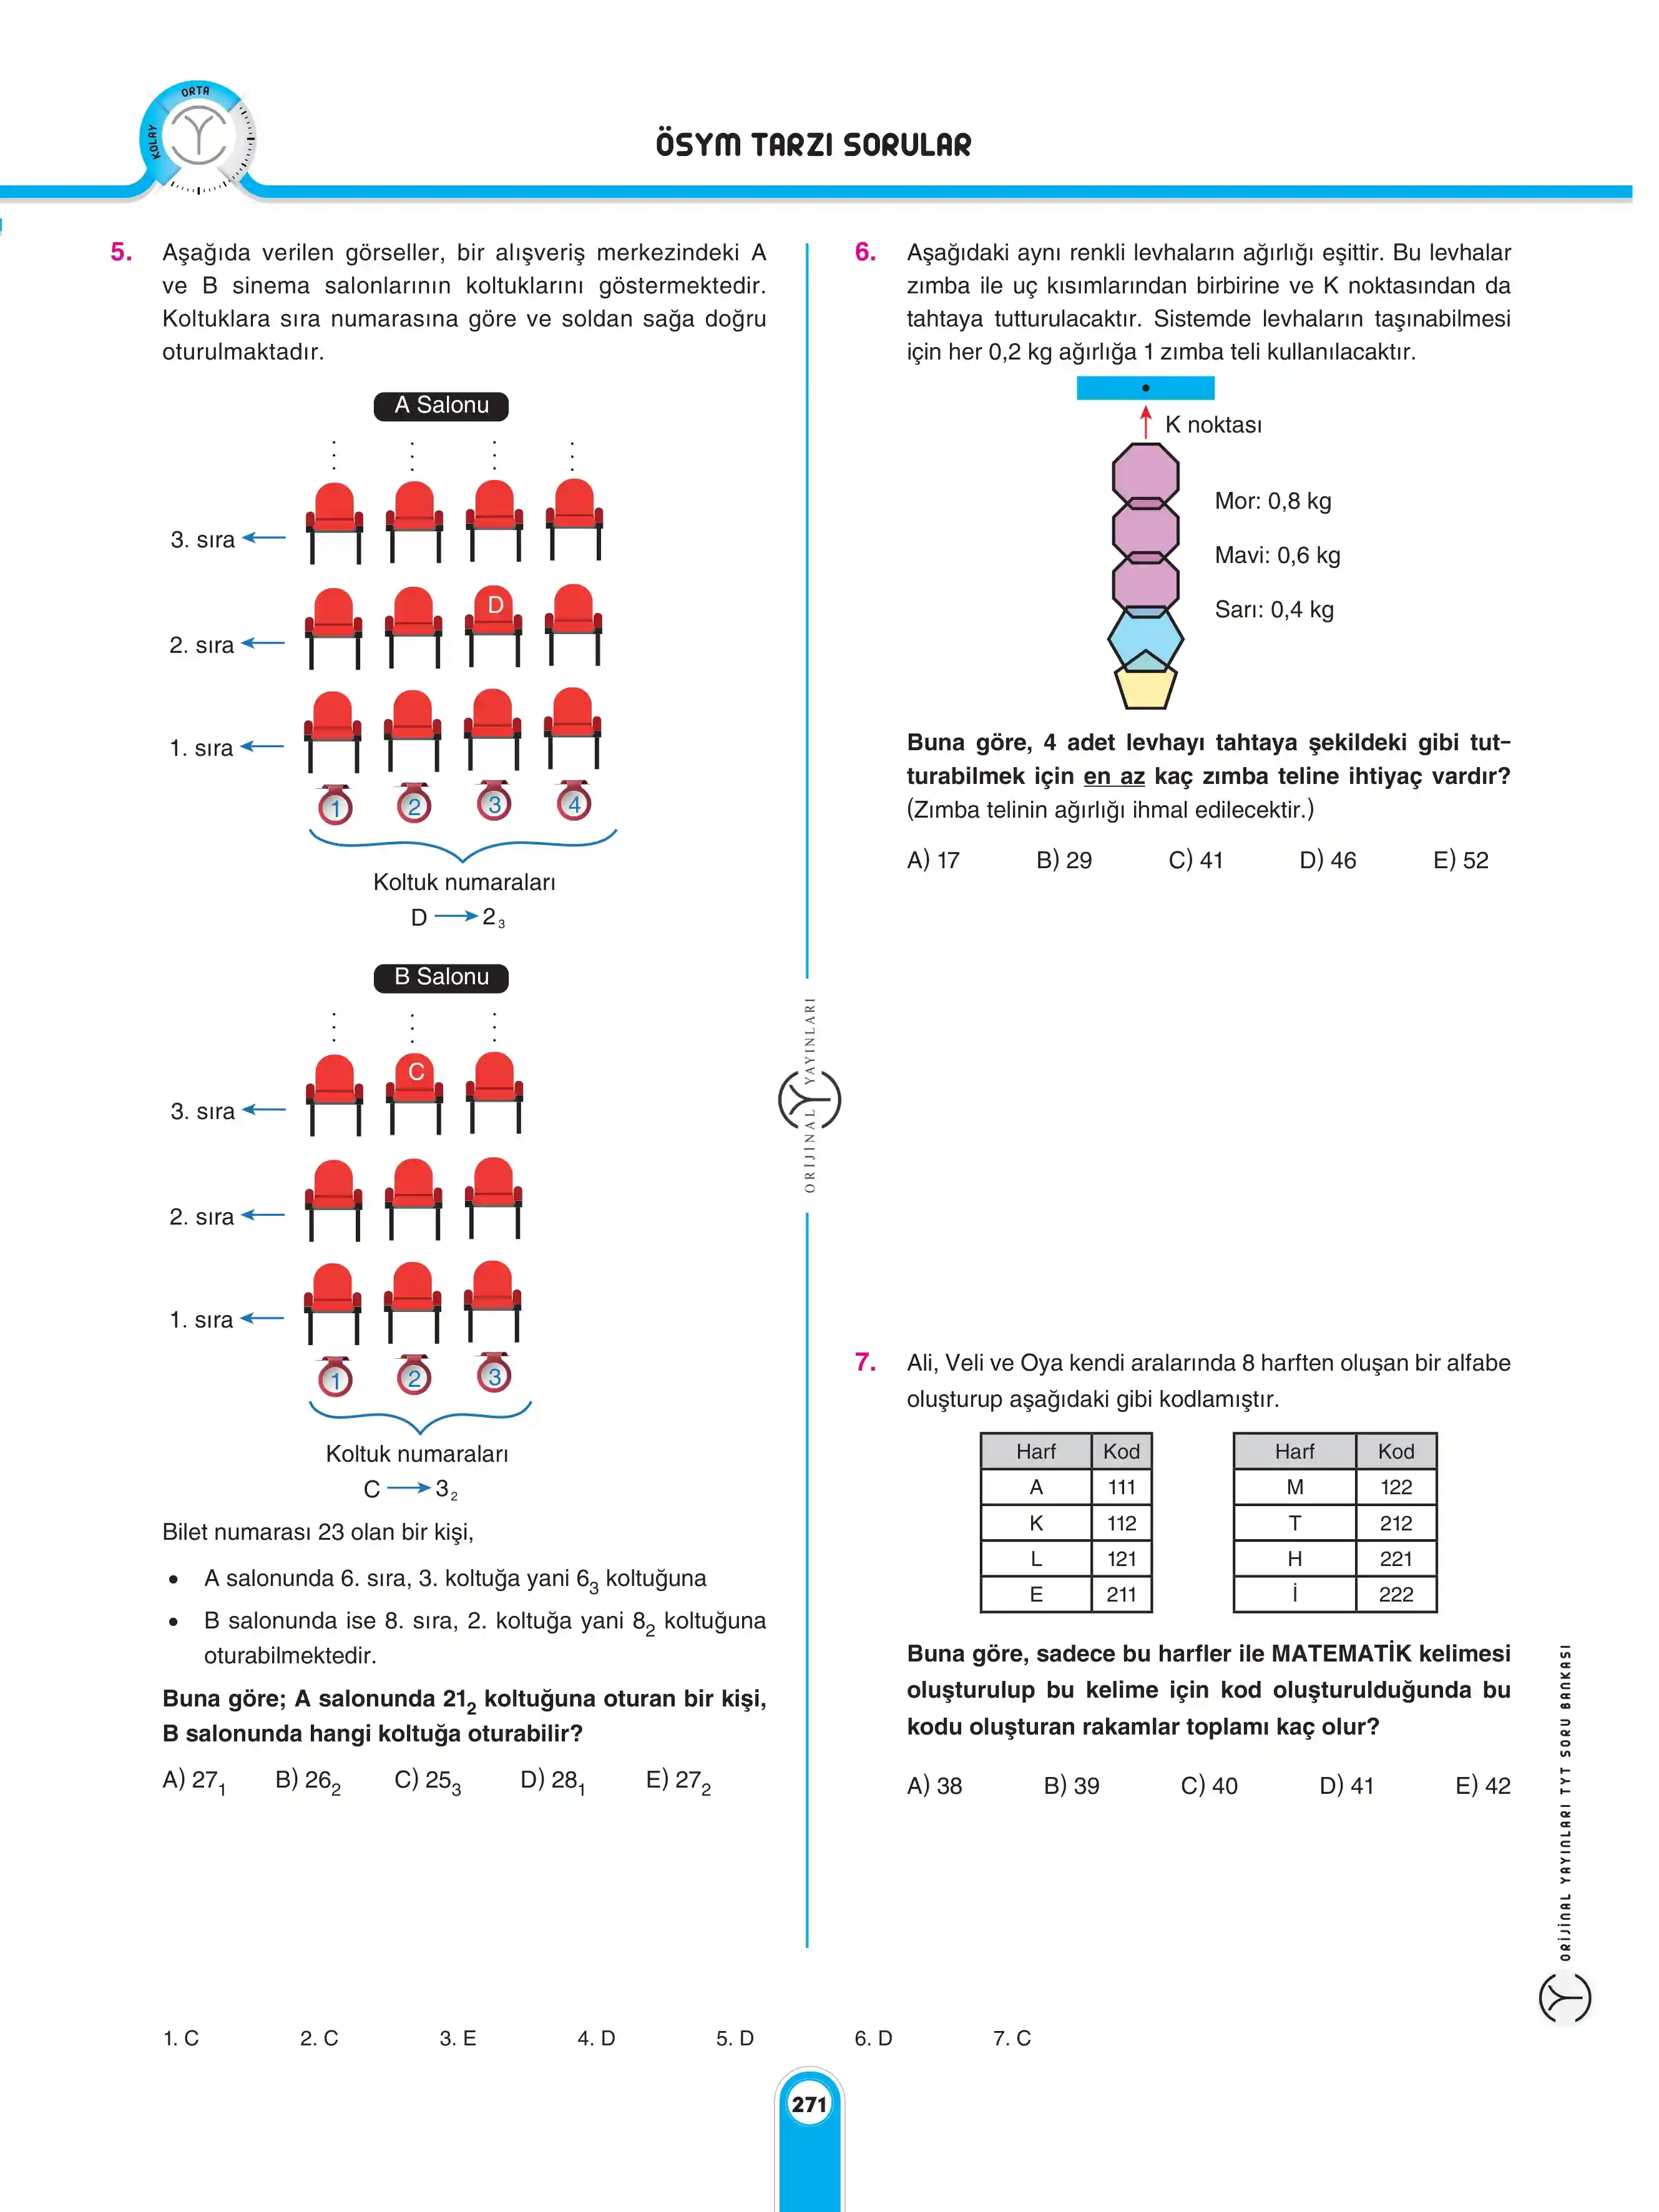 ORTA
KOLAY
ÖSYM TARZI SORULAR
5. Aşağıda verilen görseller, bir alışveriş merkezindeki A
ve B sinema salonlarının koltuklarını göstermektedir.
Koltuklara sıra numarasına göre ve soldan sağa doğru
oturulmaktadır.
A Salonu
3. sıra
D
2. sıra
1. sıra
1 2 3 4
Koltuk numaraları
D → 2₃
B Salonu
C
3. sıra
2. sıra
1. sıra
1 2 3
Koltuk numaraları
C → 3₂
Bilet numarası 23 olan bir kişi,
• A salonunda 6. sıra, 3. koltuğa yani 6₃ koltuğuna
• B salonunda ise 8. sıra, 2. koltuğa yani 8₂ koltuğuna
oturabilmektedir.
Buna göre; A salonunda 21₂ koltuğuna oturan bir kişi,
B salonunda hangi koltuğa oturabilir?
A) 27₁ B) 26₂ C) 25₃ D) 28₁ E) 27₂
ORİJİNAL YAYINLARI
6. Aşağıdaki aynı renkli levhaların ağırlığı eşittir. Bu levhalar
zımba ile uç kısımlarından birbirine ve K noktasından da
tahtaya tutturulacaktır. Sistemde levhaların taşınabilmesi
için her 0,2 kg ağırlığa 1 zımba teli kullanılacaktır.
K noktası
Mor: 0,8 kg
Mavi: 0,6 kg
Sarı: 0,4 kg
Buna göre, 4 adet levhayı tahtaya şekildeki gibi tut-
turabilmek için en az kaç zımba teline ihtiyaç vardır?
(Zımba telinin ağırlığı ihmal edilecektir.)
A) 17 B) 29 C) 41 D) 46 E) 52
7. Ali, Veli ve Oya kendi aralarında 8 harften oluşan bir alfabe
oluşturup aşağıdaki gibi kodlamıştır.
Harf Kod Harf Kod
A 111 M 122
K 112 T 212
L 121 H 221
E 211 İ 222
Buna göre, sadece bu harfler ile MATEMATİK kelimesi
oluşturulup bu kelime için kod oluşturulduğunda bu
kodu oluşturan rakamlar toplamı kaç olur?
A) 38 B) 39 C) 40 D) 41 E) 42
ORİJİNAL YAYINLARI TYT SORU BANKASI
1. C 2. C 3. E 4. D 5. D 6. D 7. C
271